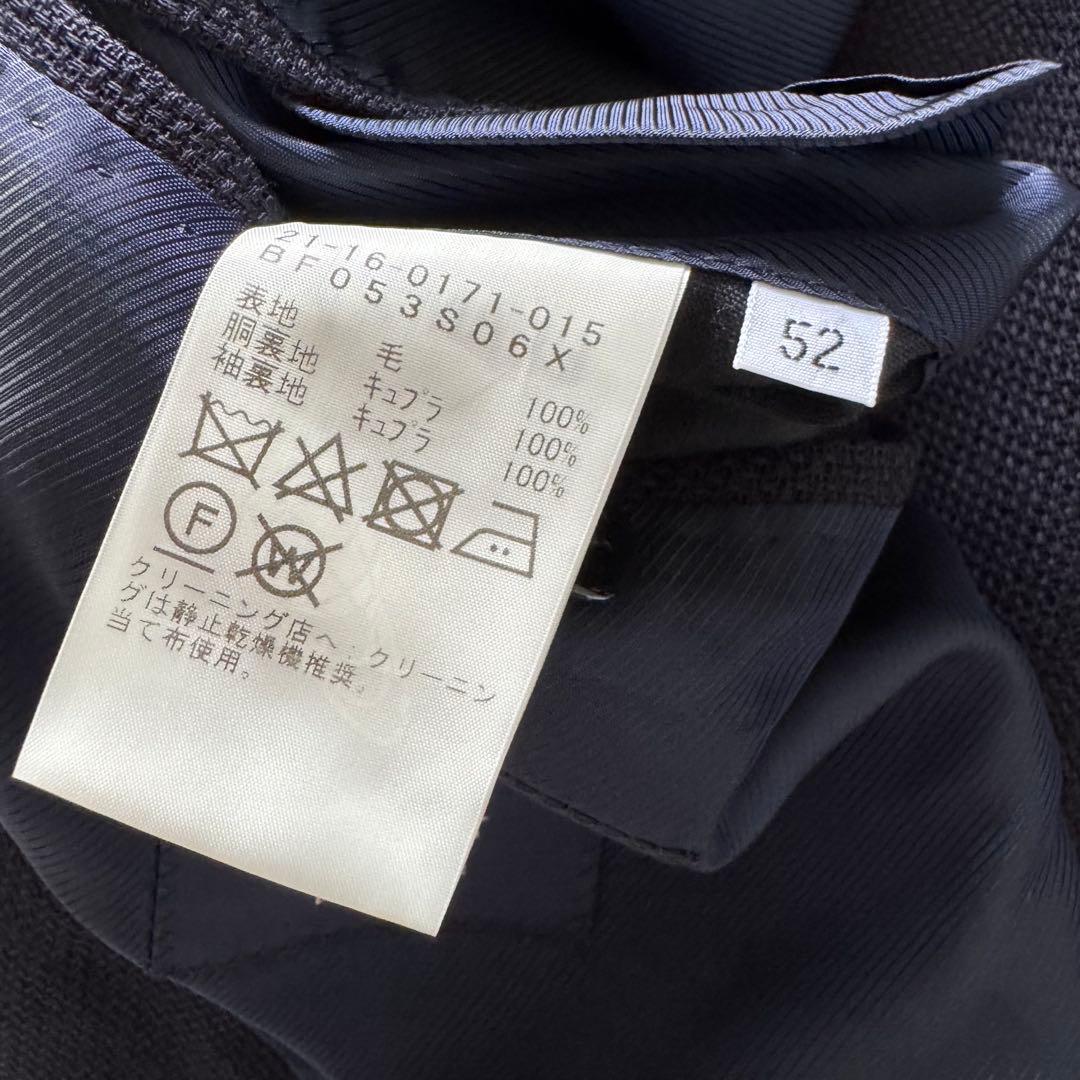 21-16-0171-015
BF053S06X
表地 毛 100%
胴裏地 キュプラ 100%
袖裏地 キュプラ 100%
F
W
クリーニング店へ:クリーニン
グは静止乾燥機推奨。
当て布使用。
52